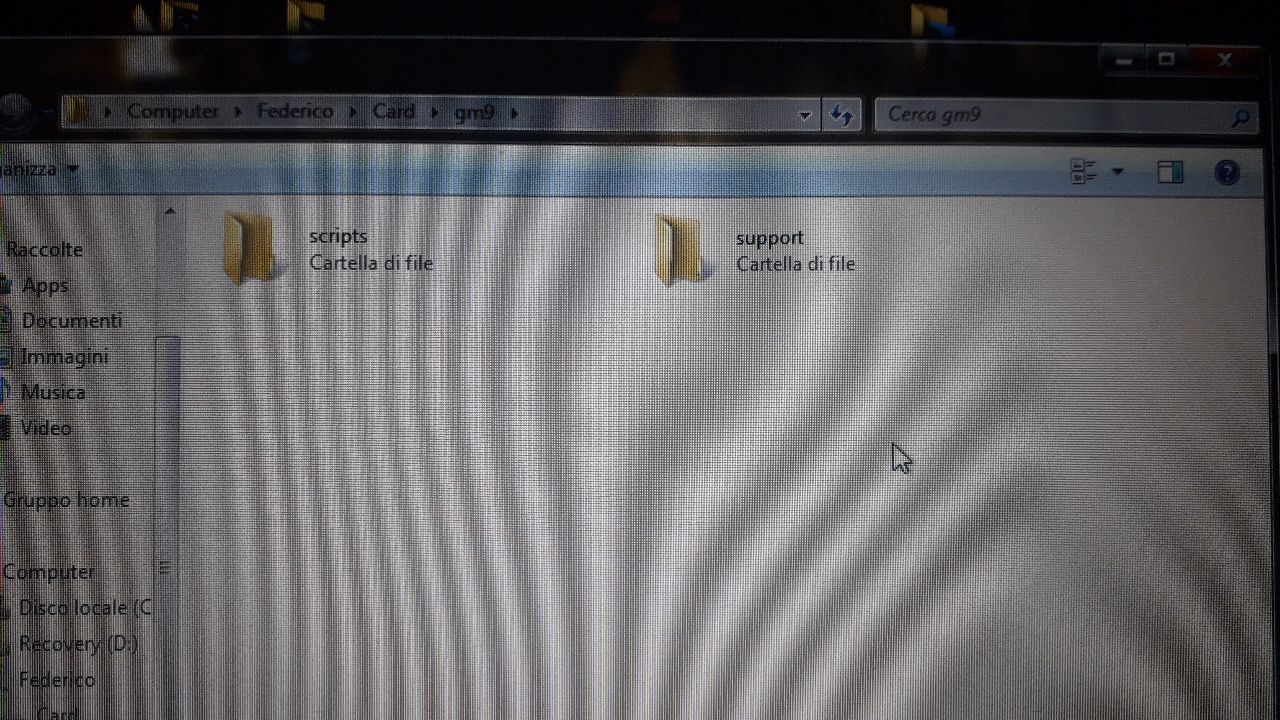 Computer Federico Card gm9
Cerca gm9
anizza
scripts
Cartella di file
support
Cartella di file
Raccolte
Apps
Documenti
Immagini
Musica
Video
Gruppo home
Computer
Disco locale (C
Recovery (D:)
Federico
Card